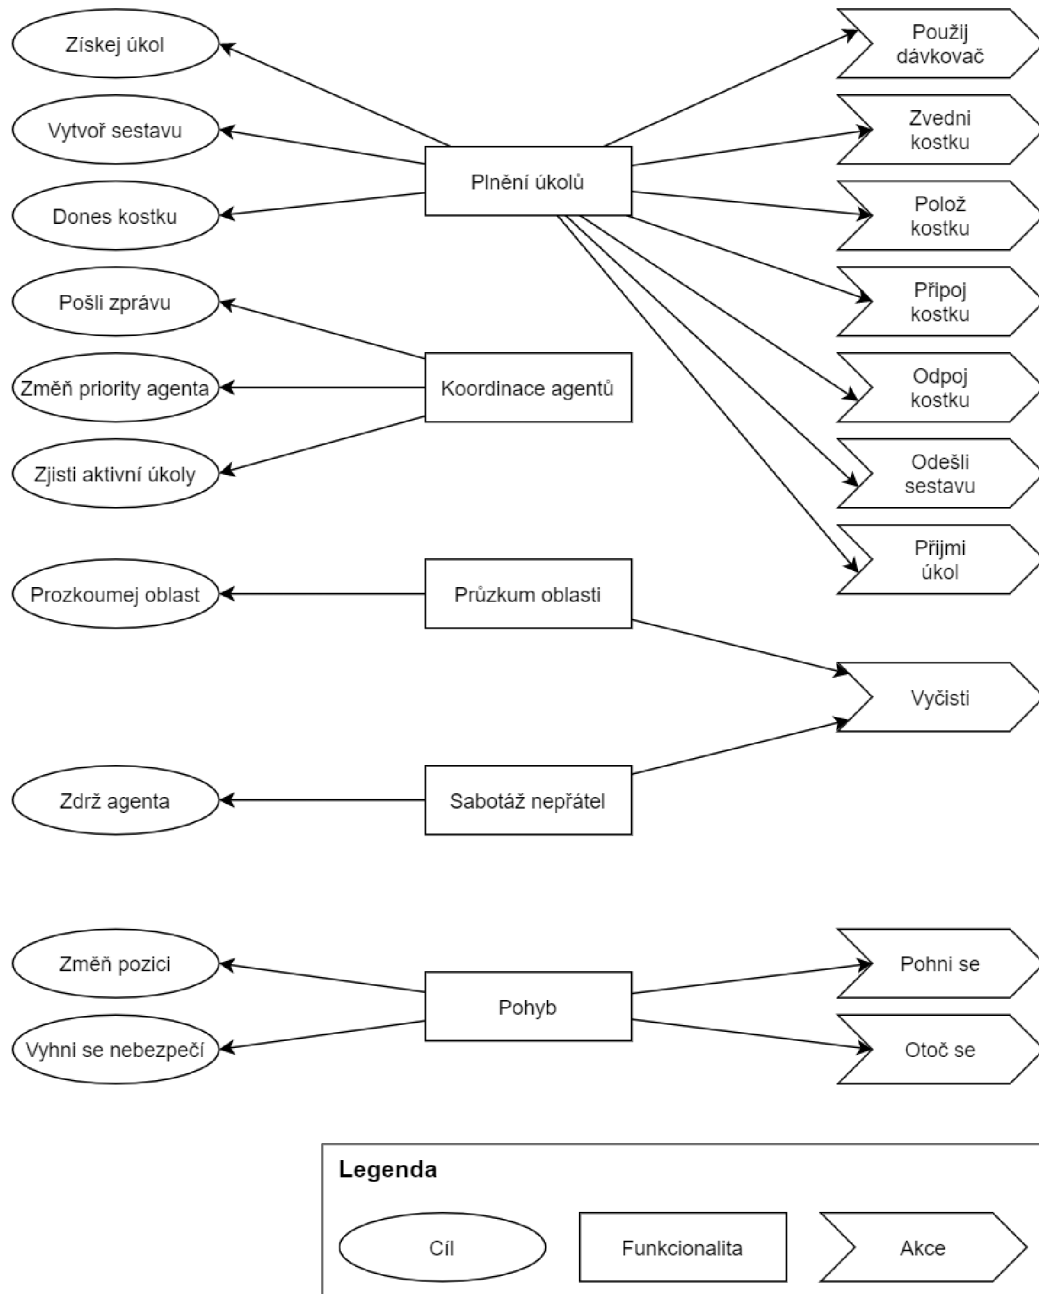 Získej úkol
Použij
dávkovač
Vytvoř sestavu
Zvedni
kostku
Plnění úkolů
Dones kostku
Polož
kostku
Pošli zprávu
Připoj
kostku
Změň priority agenta
Koordinace agentů
Odpoj
kostku
Zjisti aktivní úkoly
Odešli
sestavu
Přijmi
úkol
Prozkoumej oblast
Průzkum oblasti
Vyčisti
Zdrž agenta
Sabotáž nepřátel
Změň pozici
Pohni se
Pohyb
Vyhni se nebezpečí
Otoč se
Legenda
Cíl
Funkcionalita
Akce